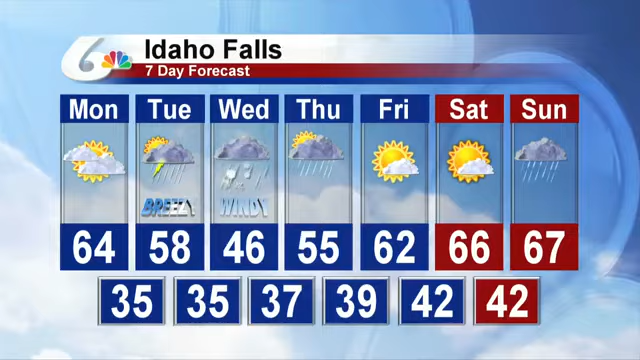 6
Idaho Falls
7 Day Forecast
Mon Tue Wed Thu Fri Sat Sun
BREEZY WINDY
64 58 46 55 62 66 67
35 35 37 39 42 42